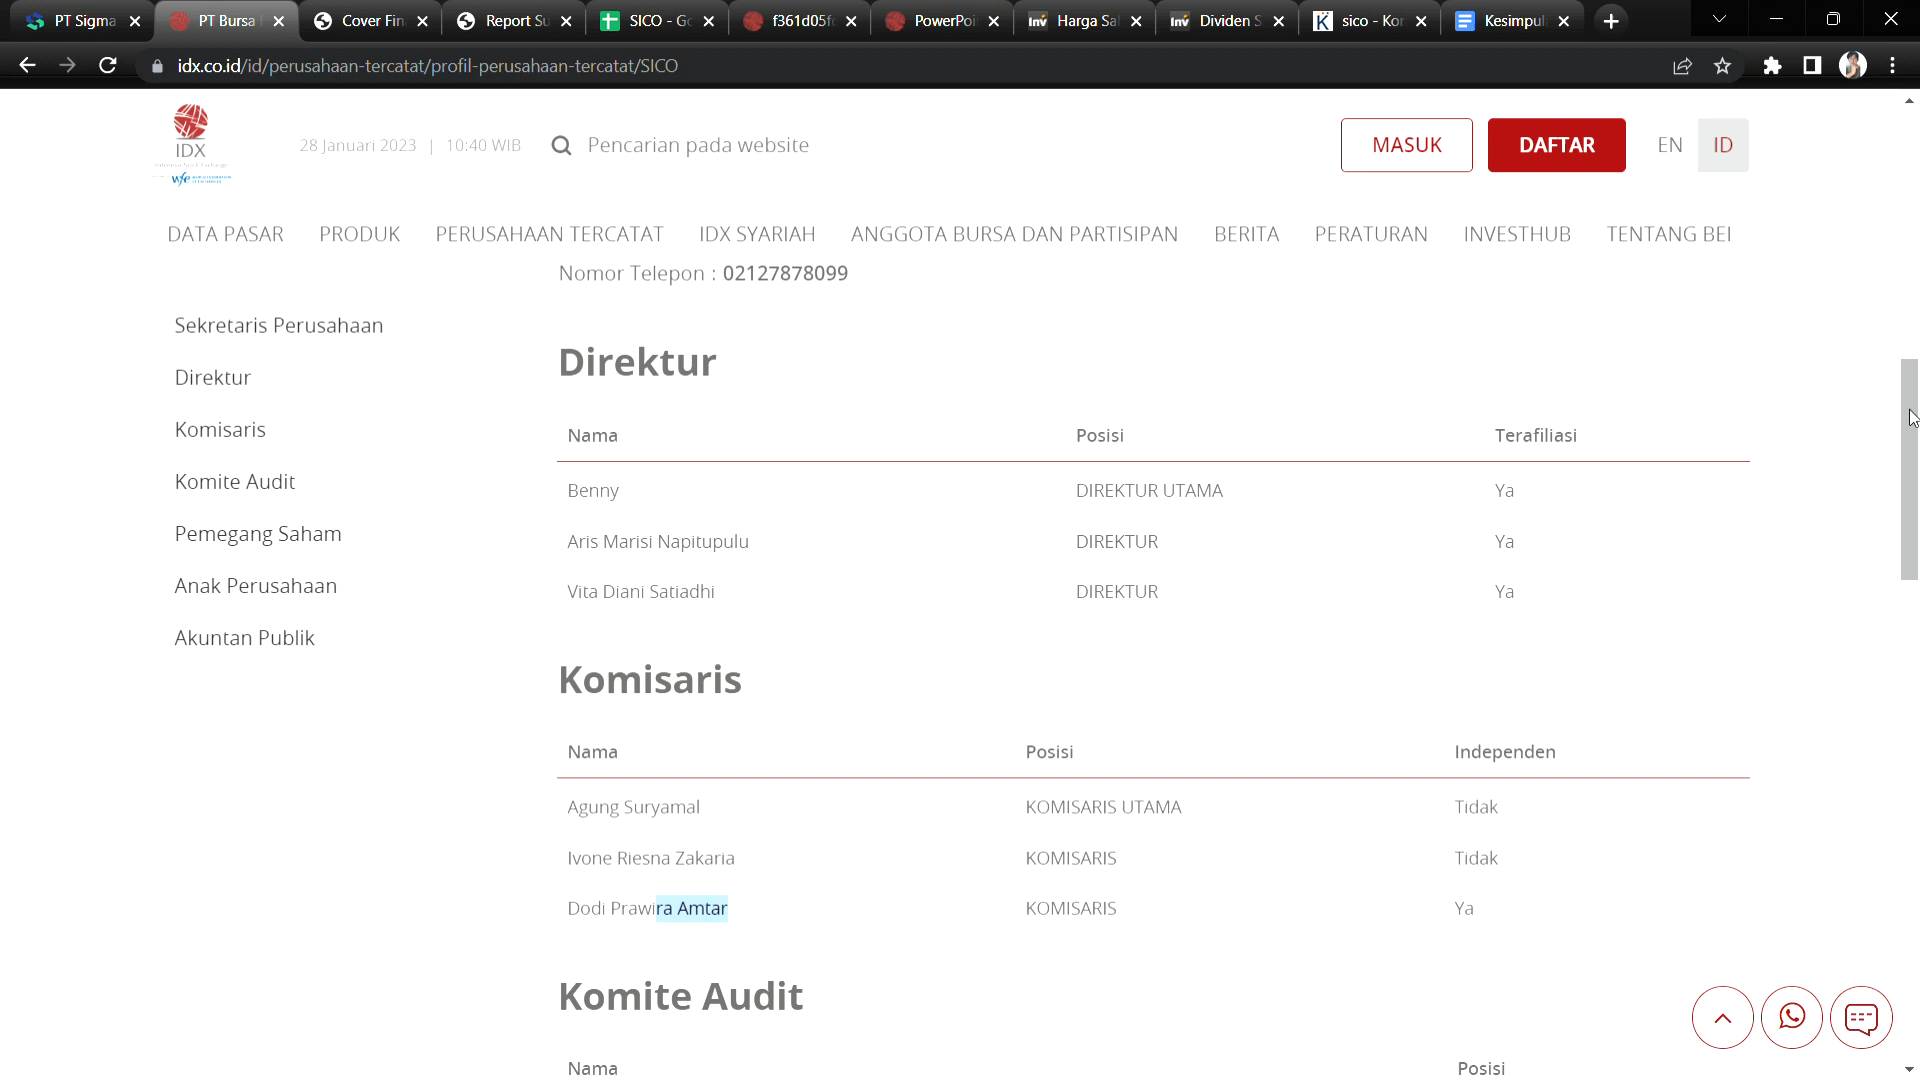 PT Sigma
PT Bursa
Cover Fin
Report Su
SICO - Go
f361d05f
PowerPoi
Harga Sa
Dividen S
sico - Kor
Kesimpul
idx.co.id/id/perusahaan-tercatat/profil-perusahaan-tercatat/SICO
IDX
wfe
28 Januari 2023 | 10:40 WIB
Pencarian pada website
MASUK
DAFTAR
EN
ID
DATA PASAR
PRODUK
PERUSAHAAN TERCATAT
IDX SYARIAH
ANGGOTA BURSA DAN PARTISIPAN
BERITA
PERATURAN
INVESTHUB
TENTANG BEI
Nomor Telepon : 02127878099
Sekretaris Perusahaan
Direktur
Komisaris
Komite Audit
Pemegang Saham
Anak Perusahaan
Akuntan Publik
Direktur
Nama Posisi Terafiliasi
Benny DIREKTUR UTAMA Ya
Aris Marisi Napitupulu DIREKTUR Ya
Vita Diani Satiadhi DIREKTUR Ya
Komisaris
Nama Posisi Independen
Agung Suryamal KOMISARIS UTAMA Tidak
Ivone Riesna Zakaria KOMISARIS Tidak
Dodi Prawira Amtar KOMISARIS Ya
Komite Audit
Nama Posisi